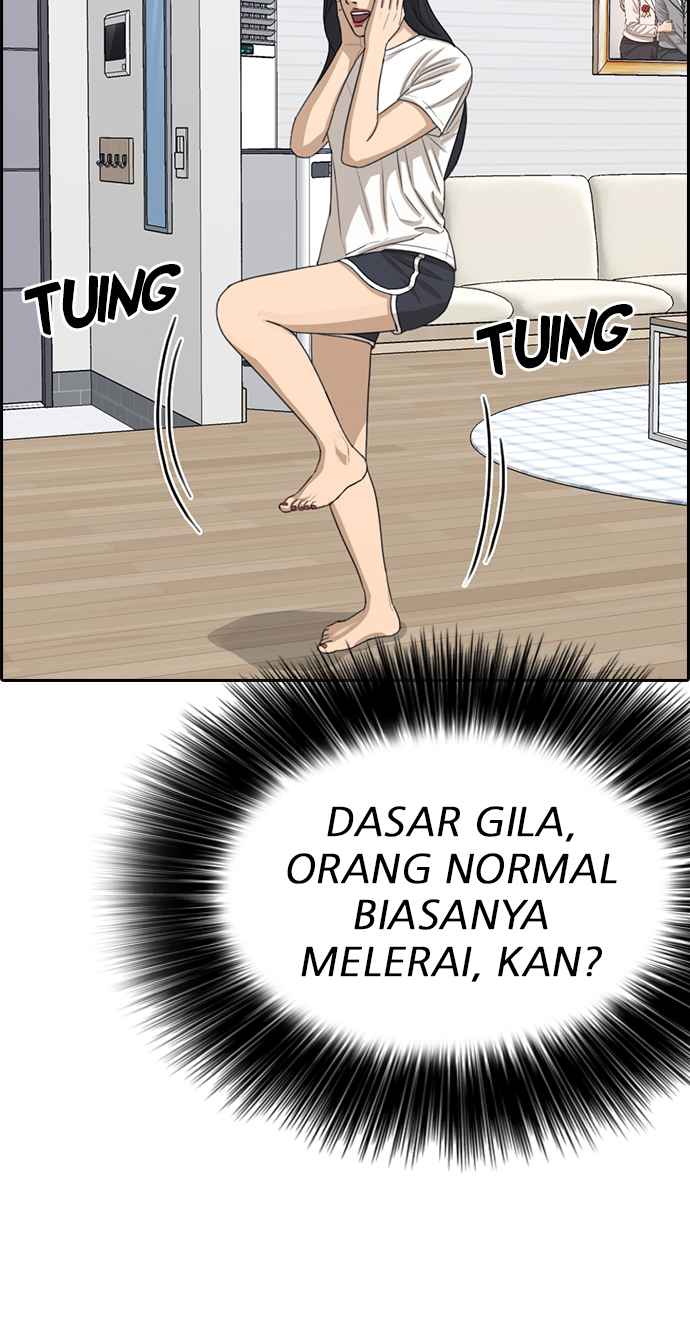 TUING
TUING
DASAR GILA,
ORANG NORMAL
BIASANYA
MELERAI, KAN?